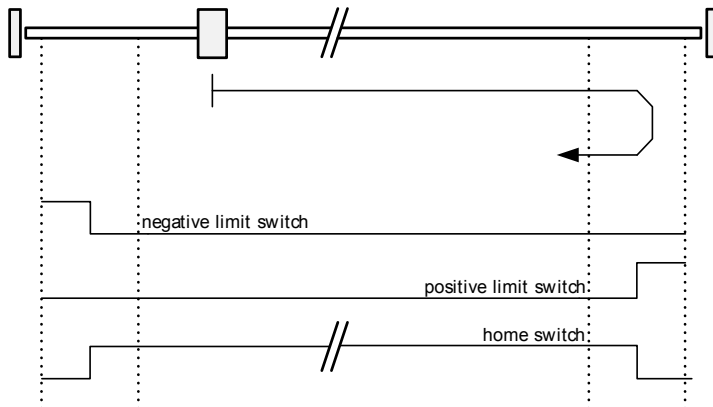 negative limit switch
positive limit switch
home switch